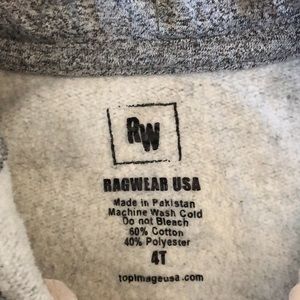 RW
RAGWEAR USA
Made in Pakistan
Machine Wash Cold
Do not Bleach
60% Cotton
40% Polyester
4T
topimageusa.com